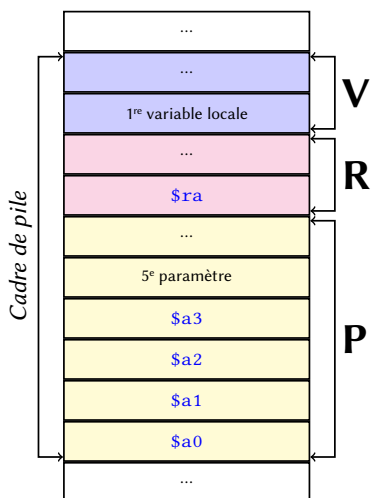 ...
...
1re variable locale
V
...
R
$ra
...
5e paramètre
$a3
$a2
P
$a1
$a0
...
Cadre de pile